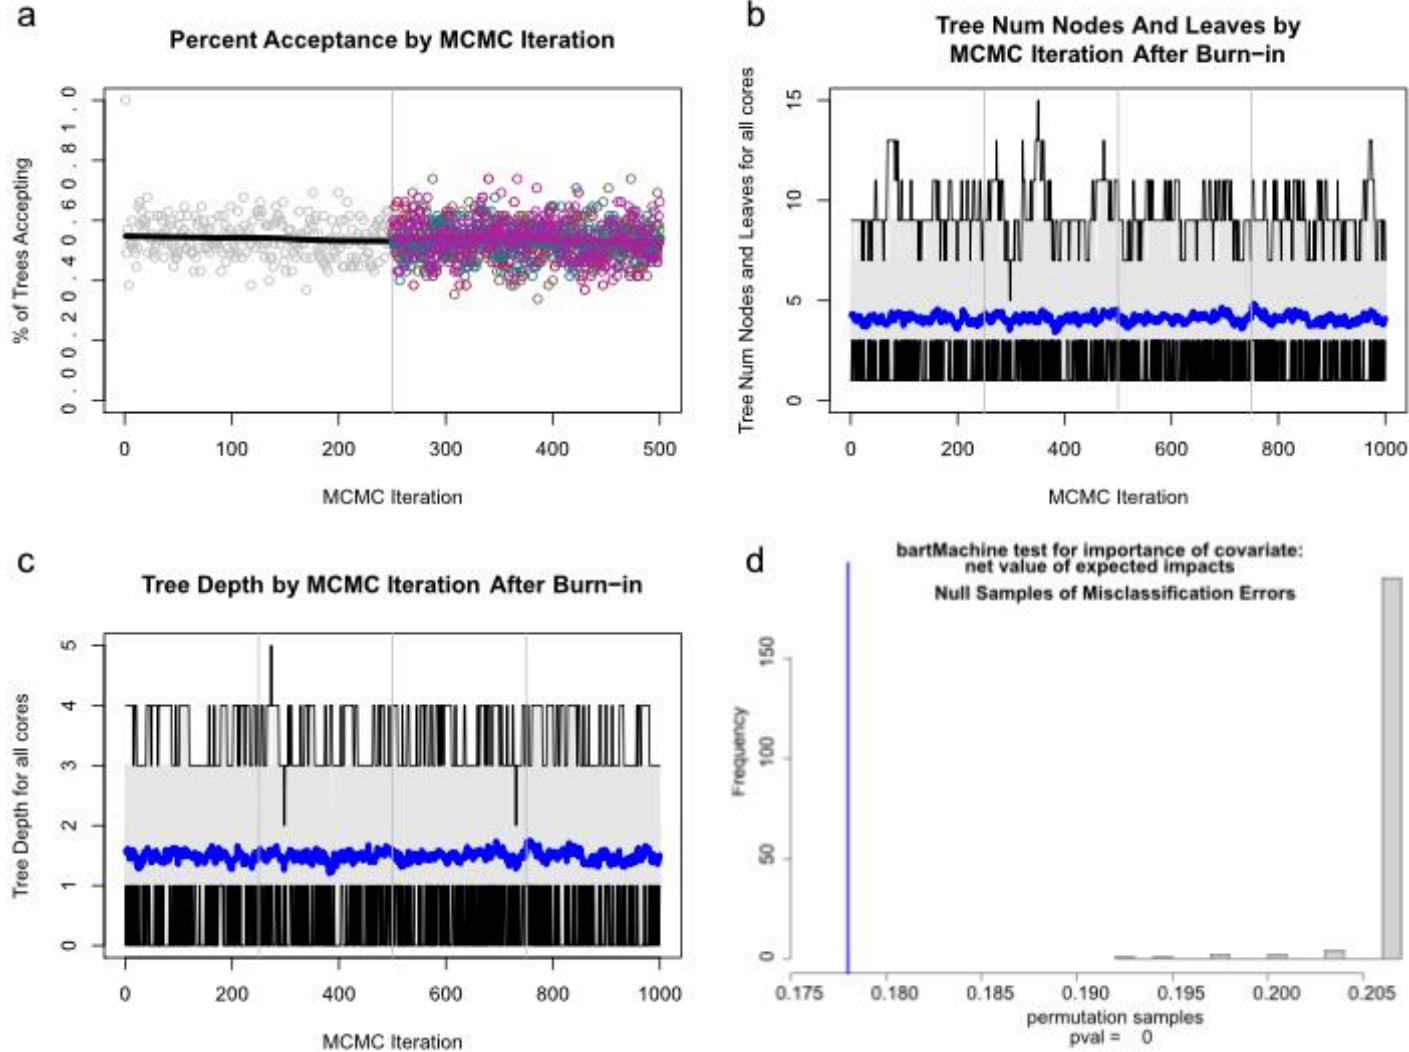 a
Percent Acceptance by MCMC Iteration
% of Trees Accepting
0 . 0 0 . 2 0 . 4 0 . 6 0 . 8 1 . 0
0 100 200 300 400 500
MCMC Iteration
b
Tree Num Nodes And Leaves by
MCMC Iteration After Burn−in
Tree Num Nodes and Leaves for all cores
0 5 10 15
0 200 400 600 800 1000
MCMC Iteration
c
Tree Depth by MCMC Iteration After Burn−in
Tree Depth for all cores
0 1 2 3 4 5
0 200 400 600 800 1000
MCMC Iteration
d
bartMachine test for importance of covariate:
net value of expected impacts
Null Samples of Misclassification Errors
Frequency
0 50 100 150
0.175 0.180 0.185 0.190 0.195 0.200 0.205
permutation samples
pval = 0